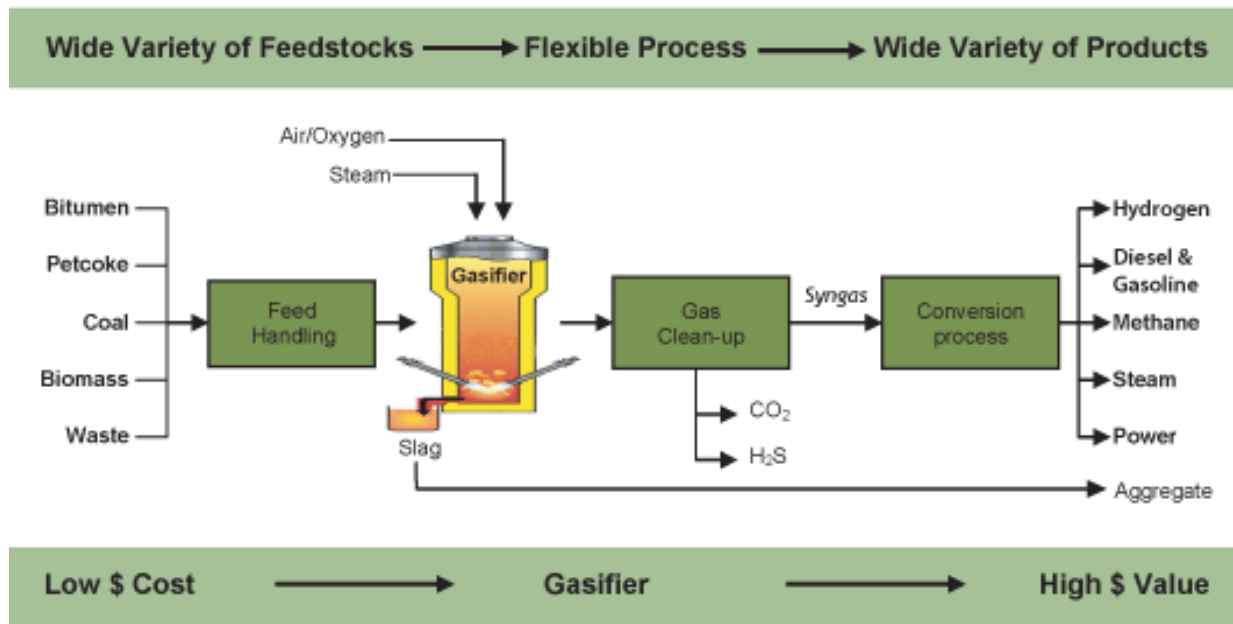 Wide Variety of Feedstocks Flexible Process Wide Variety of Products
Air/Oxygen
Steam
Bitumen
Petcoke
Coal
Biomass
Waste
Feed
Handling
Gasifier
Slag
Gas
Clean-up
CO₂
H₂S
Syngas
Conversion
process
Hydrogen
Diesel &
Gasoline
Methane
Steam
Power
Aggregate
Low $ Cost Gasifier High $ Value